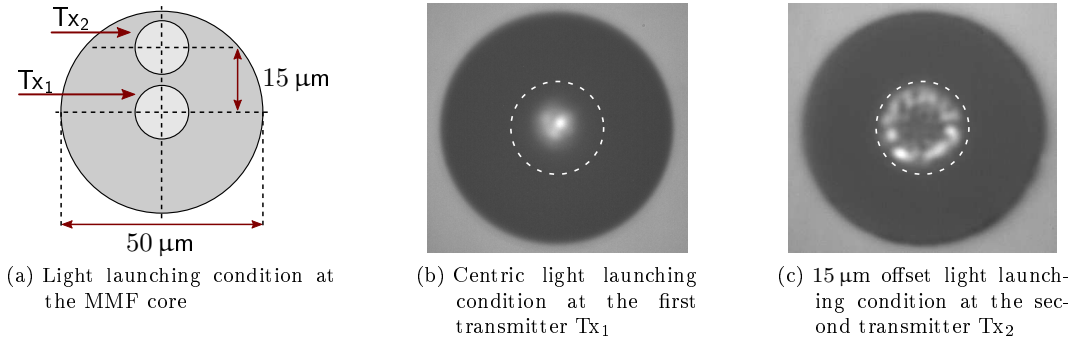 Tx₂
Tx₁
15 µm
50 µm
(a) Light launching condition at
the MMF core
(b) Centric light launching
condition at the first
transmitter Tx₁
(c) 15 µm offset light launch-
ing condition at the sec-
ond transmitter Tx₂